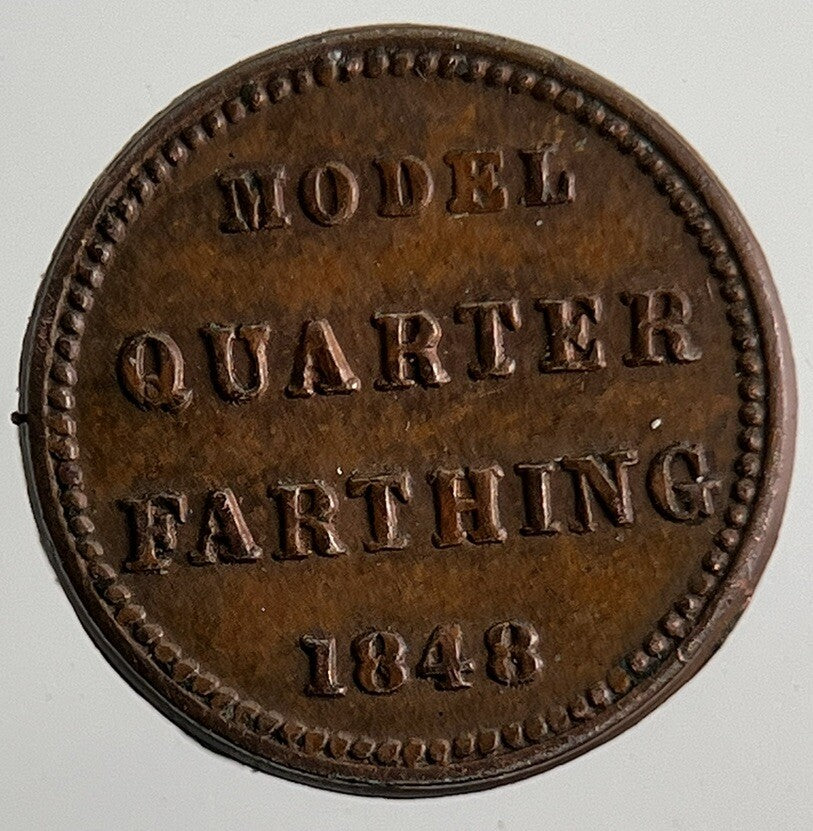 MODEL
QUARTER
FARTHING
1848